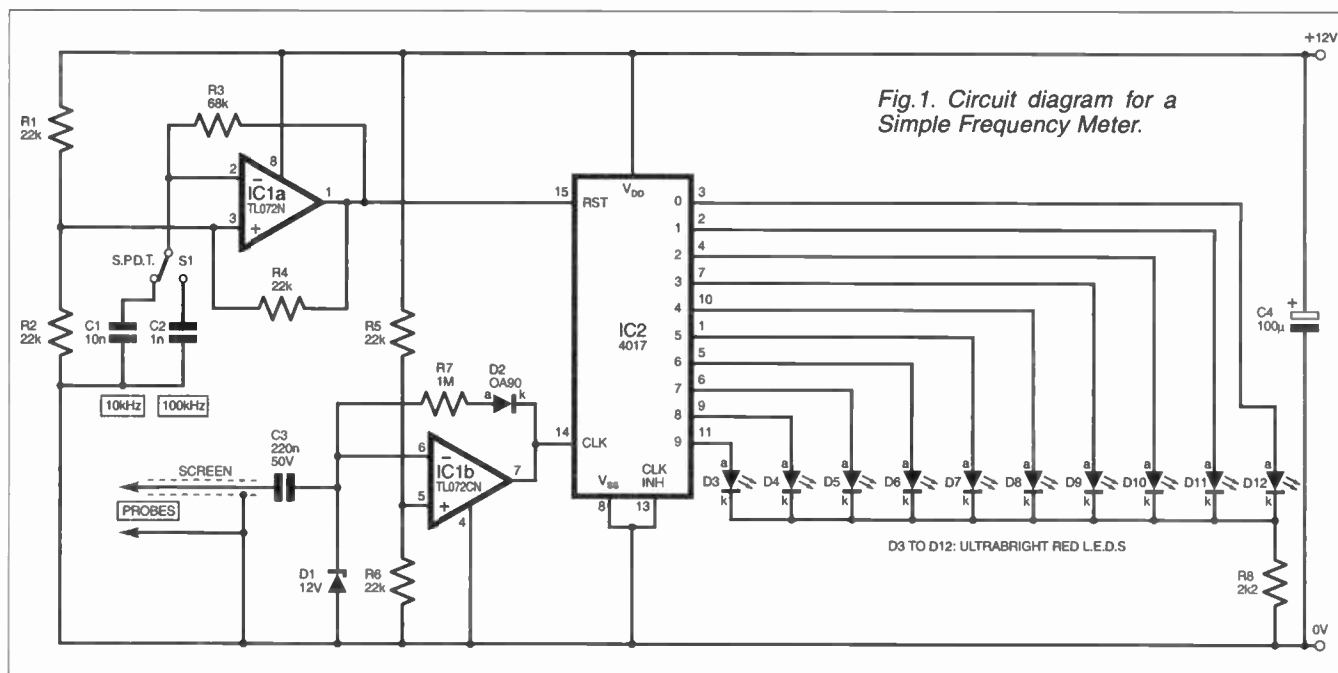 +12V
Fig.1. Circuit diagram for a
Simple Frequency Meter.
R1
22k
R3
68k
2
−
8
IC1a
TL072N
3
+
1
R4
22k
S.P.D.T.
S1
R2
22k
C1
10n
C2
1n
10kHz
100kHz
R5
22k
R7
1M
D2
OA90
a
k
C3
220n
50V
SCREEN
PROBES
6
−
IC1b
TL072CN
5
+
4
7
D1
12V
R6
22k
15
RST
VDD
14
CLK
IC2
4017
VSS
8
CLK
INH
13
0
3
1
2
2
4
3
7
4
10
5
1
6
5
7
6
8
9
9
11
D3
a
k
D4
a
k
D5
a
k
D6
a
k
D7
a
k
D8
a
k
D9
a
k
D10
a
k
D11
a
k
D12
a
k
D3 TO D12: ULTRABRIGHT RED L.E.D.S
C4
100µ
+
R8
2k2
0V